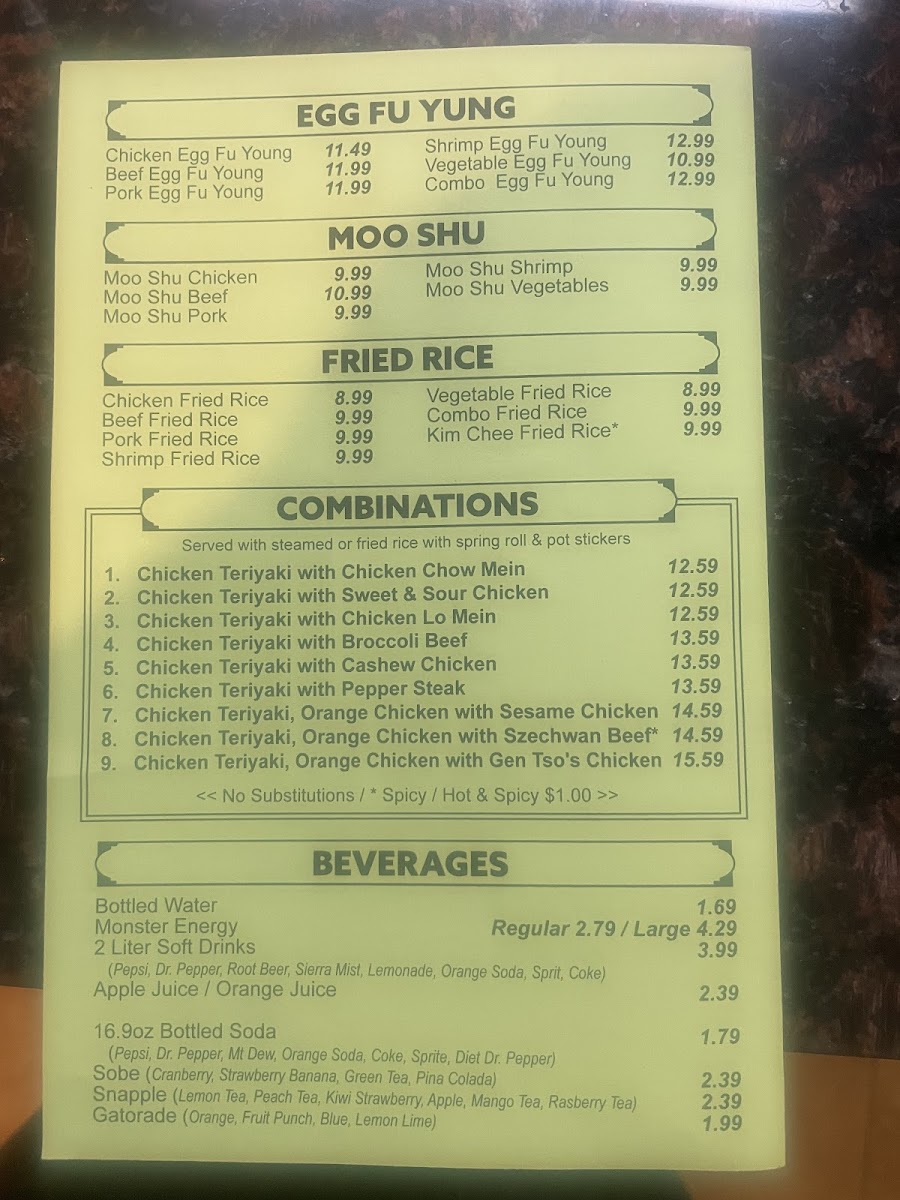 EGG FU YUNG
Chicken Egg Fu Young 11.49
Beef Egg Fu Young 11.99
Pork Egg Fu Young 11.99
Shrimp Egg Fu Young 12.99
Vegetable Egg Fu Young 10.99
Combo Egg Fu Young 12.99
MOO SHU
Moo Shu Chicken 9.99
Moo Shu Beef 10.99
Moo Shu Pork 9.99
Moo Shu Shrimp 9.99
Moo Shu Vegetables 9.99
FRIED RICE
Chicken Fried Rice 8.99
Beef Fried Rice 9.99
Pork Fried Rice 9.99
Shrimp Fried Rice 9.99
Vegetable Fried Rice 8.99
Combo Fried Rice 9.99
Kim Chee Fried Rice* 9.99
COMBINATIONS
Served with steamed or fried rice with spring roll & pot stickers
1. Chicken Teriyaki with Chicken Chow Mein 12.59
2. Chicken Teriyaki with Sweet & Sour Chicken 12.59
3. Chicken Teriyaki with Chicken Lo Mein 12.59
4. Chicken Teriyaki with Broccoli Beef 13.59
5. Chicken Teriyaki with Cashew Chicken 13.59
6. Chicken Teriyaki with Pepper Steak 13.59
7. Chicken Teriyaki, Orange Chicken with Sesame Chicken 14.59
8. Chicken Teriyaki, Orange Chicken with Szechwan Beef* 14.59
9. Chicken Teriyaki, Orange Chicken with Gen Tso's Chicken 15.59
<< No Substitutions / * Spicy / Hot & Spicy $1.00 >>
BEVERAGES
Bottled Water 1.69
Monster Energy Regular 2.79 / Large 4.29
2 Liter Soft Drinks 3.99
(Pepsi, Dr. Pepper, Root Beer, Sierra Mist, Lemonade, Orange Soda, Sprit, Coke)
Apple Juice / Orange Juice 2.39
16.9oz Bottled Soda 1.79
(Pepsi, Dr. Pepper, Mt Dew, Orange Soda, Coke, Sprite, Diet Dr. Pepper)
Sobe (Cranberry, Strawberry Banana, Green Tea, Pina Colada) 2.39
Snapple (Lemon Tea, Peach Tea, Kiwi Strawberry, Apple, Mango Tea, Rasberry Tea) 2.39
Gatorade (Orange, Fruit Punch, Blue, Lemon Lime) 1.99